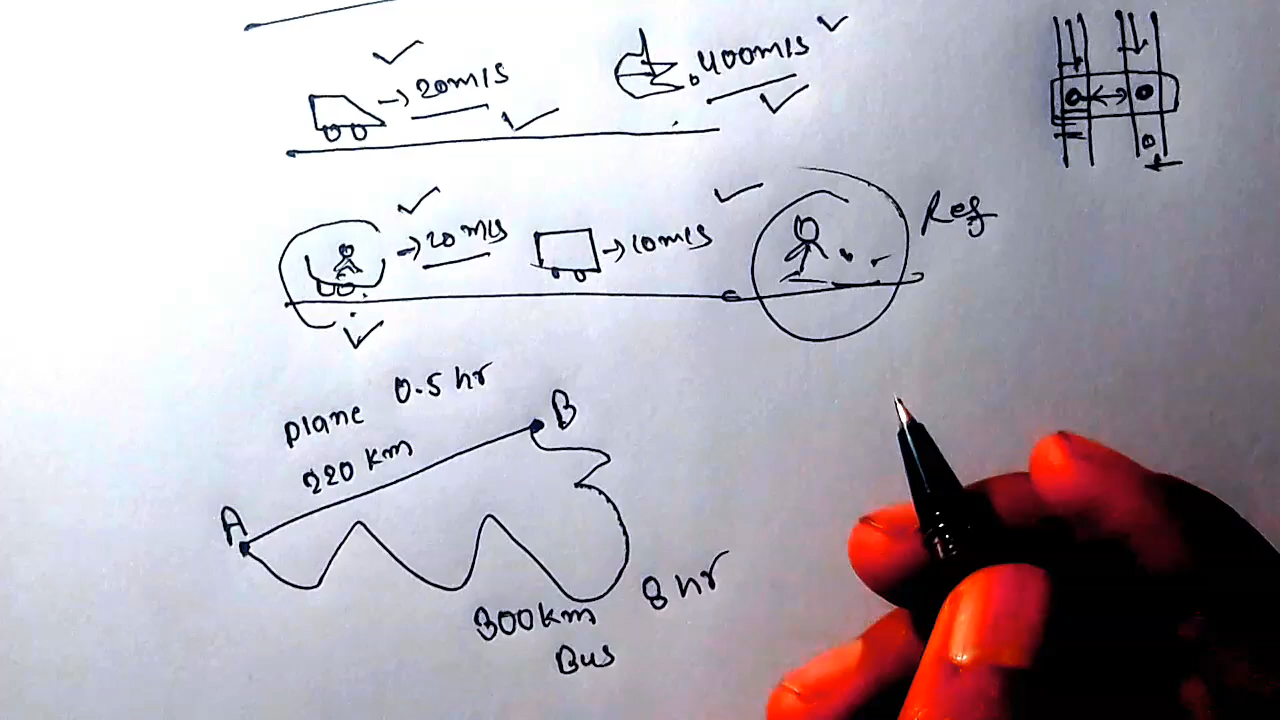 20m/s 400m/s
20m/s 10m/s Ref
plane 0.5 hr
220 km
A
B
300km 8 hr
Bus